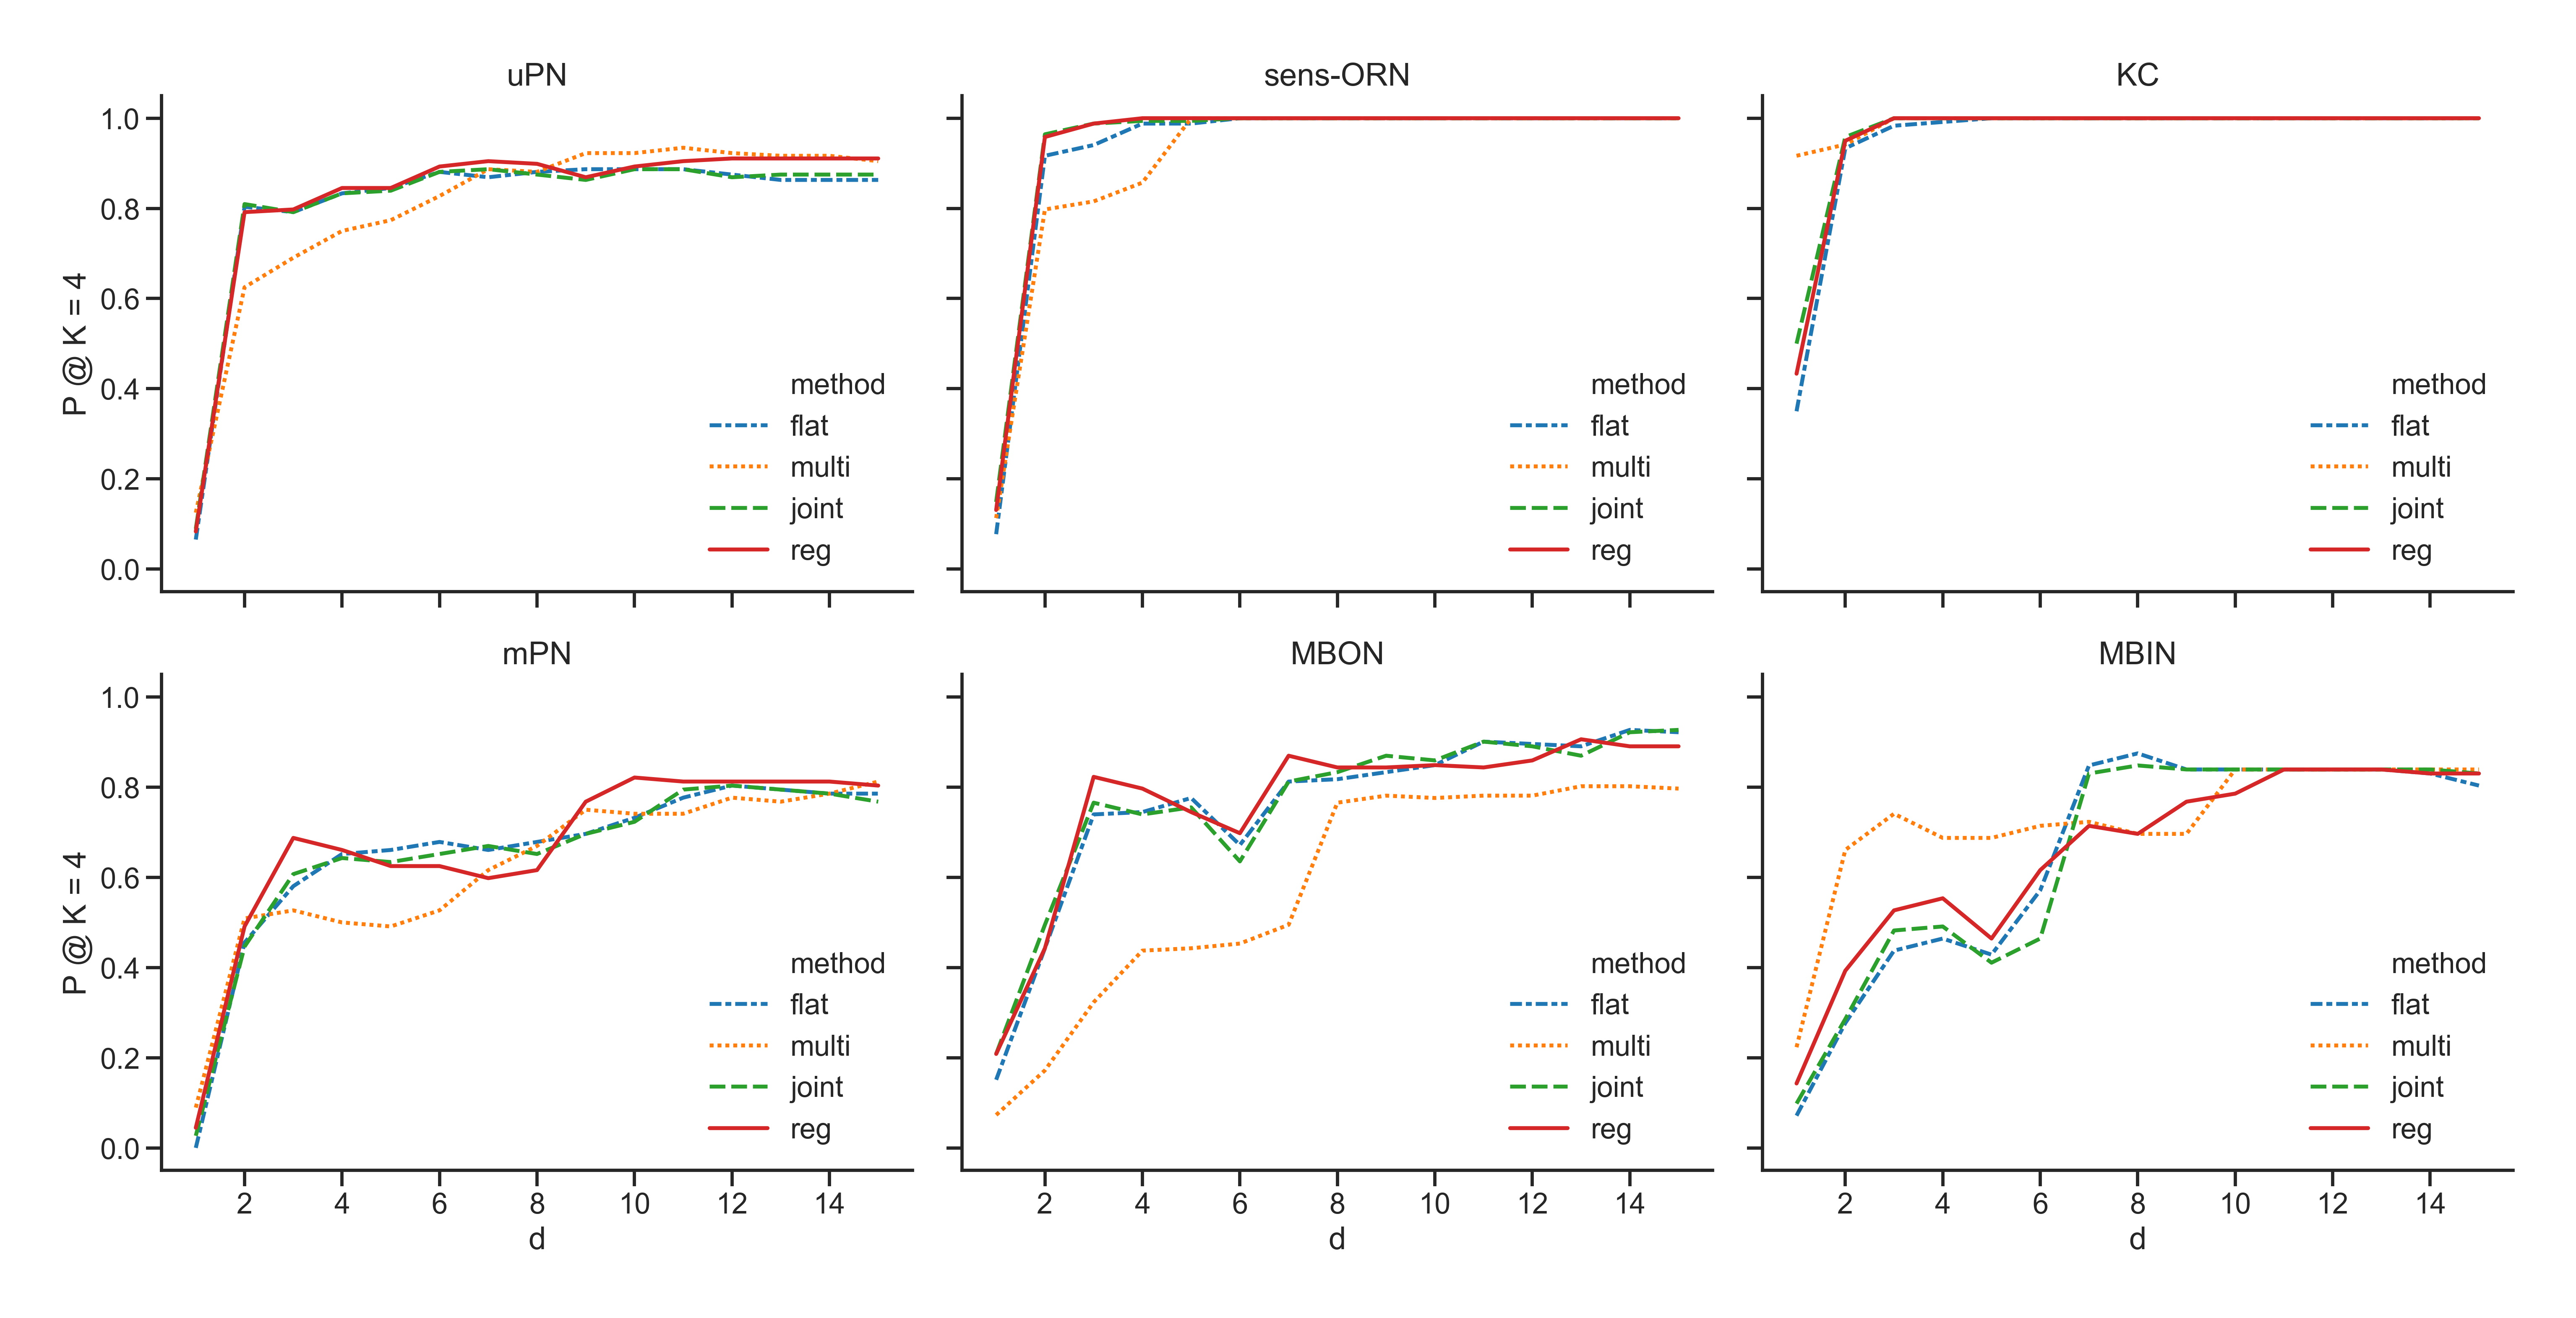 uPN
sens-ORN
KC
1.0
0.8
0.6
0.4
0.2
0.0
P @ K = 4
method
flat
multi
joint
reg
method
flat
multi
joint
reg
method
flat
multi
joint
reg
mPN
MBON
MBIN
1.0
0.8
0.6
0.4
0.2
0.0
P @ K = 4
method
flat
multi
joint
reg
method
flat
multi
joint
reg
method
flat
multi
joint
reg
2 4 6 8 10 12 14
2 4 6 8 10 12 14
2 4 6 8 10 12 14
d
d
d